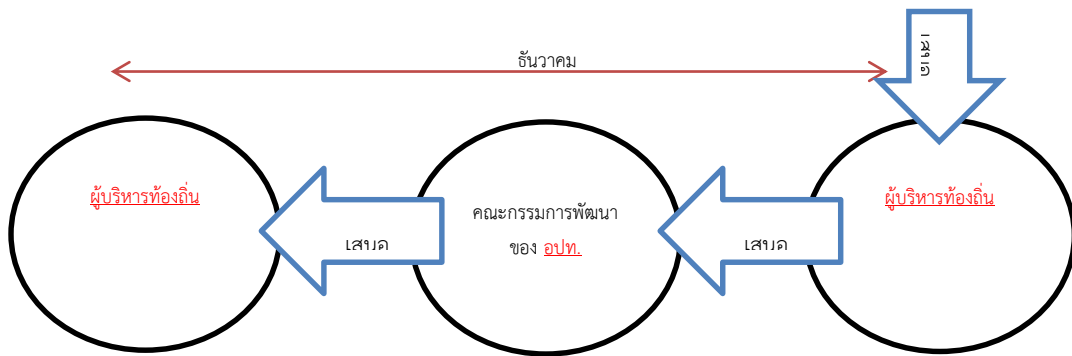 ธันวาคม
เสนอ
ผู้บริหารท้องถิ่น
เสนอ
คณะกรรมการพัฒนา
ของ อปท.
เสนอ
ผู้บริหารท้องถิ่น